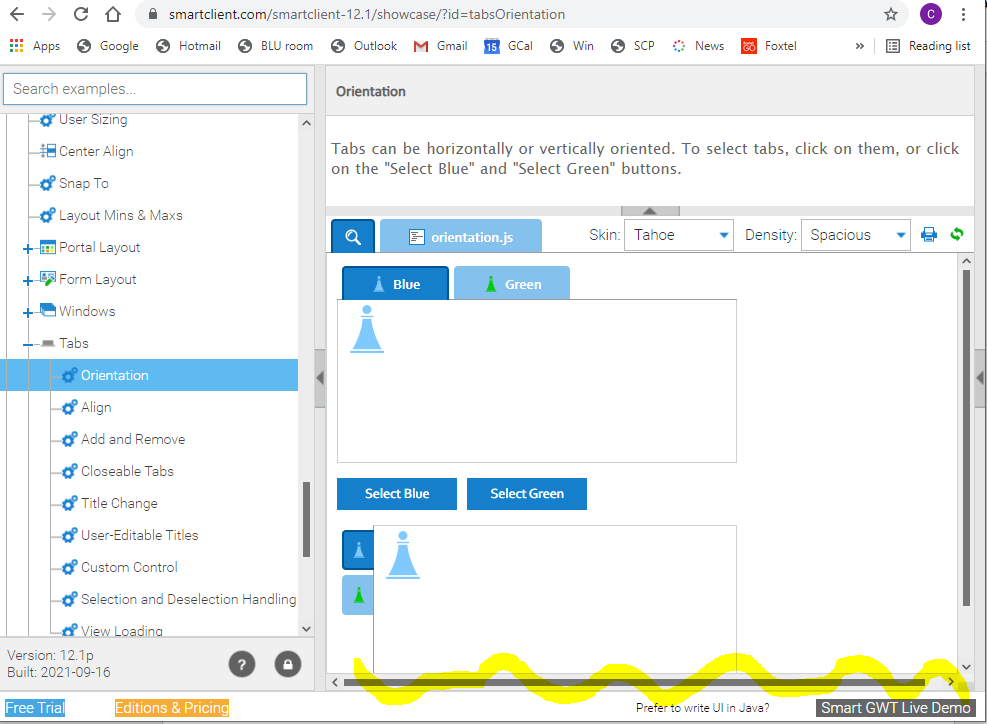 smartclient.com/smartclient-12.1/showcase/?id=tabsOrientation
C
Apps Google Hotmail BLU room Outlook Gmail 15 GCal Win SCP News Foxtel » Reading list
Search examples...
User Sizing
Center Align
Snap To
Layout Mins & Maxs
Portal Layout
Form Layout
Windows
Tabs
Orientation
Align
Add and Remove
Closeable Tabs
Title Change
User-Editable Titles
Custom Control
Selection and Deselection Handling
View Loading
Version: 12.1p
Built: 2021-09-16
?
Orientation
Tabs can be horizontally or vertically oriented. To select tabs, click on them, or click
on the "Select Blue" and "Select Green" buttons.
orientation.js Skin: Tahoe Density: Spacious
Blue Green
Select Blue Select Green
Free Trial Editions & Pricing Prefer to write UI in Java? Smart GWT Live Demo